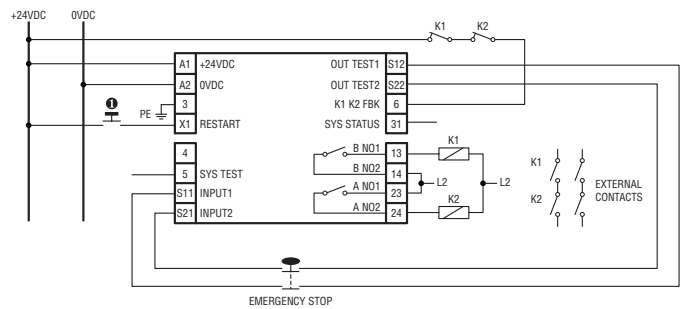 +24VDC 0VDC
K1 K2
A1 +24VDC OUT TEST1 S12
A2 0VDC OUT TEST2 S22
❶ PE 3 K1 K2 FBK 6
X1 RESTART SYS STATUS 31
4 B NO1 13 K1
5 SYS TEST B NO2 14
S11 INPUT1 A NO1 23
L2 L2
S21 INPUT2 A NO2 24 K2
K1
K2
EXTERNAL
CONTACTS
EMERGENCY STOP